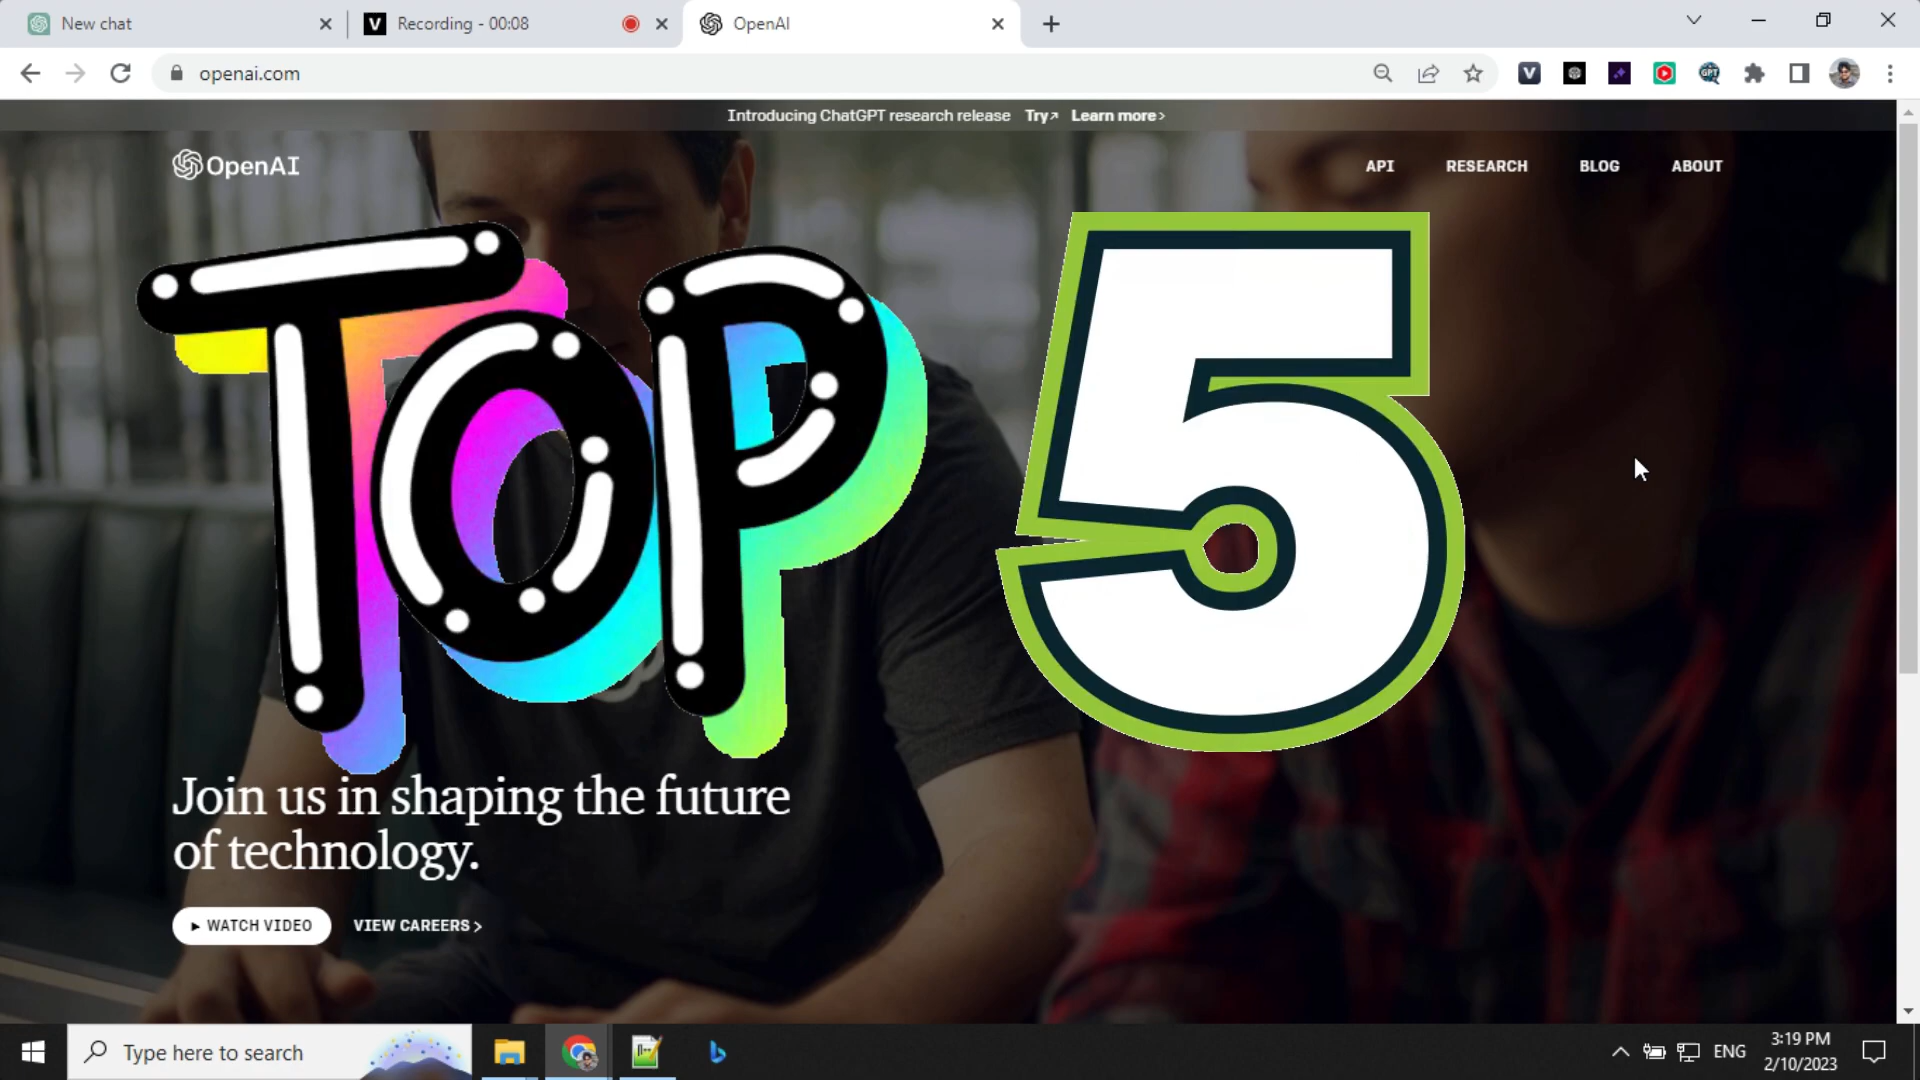 New chat
Recording - 00:08
OpenAI
openai.com
V
GPT
Introducing ChatGPT research release Try↗ Learn more >
OpenAI
API RESEARCH BLOG ABOUT
TOP 5
Join us in shaping the future
of technology.
▶ WATCH VIDEO VIEW CAREERS >
Type here to search
ENG
3:19 PM
2/10/2023